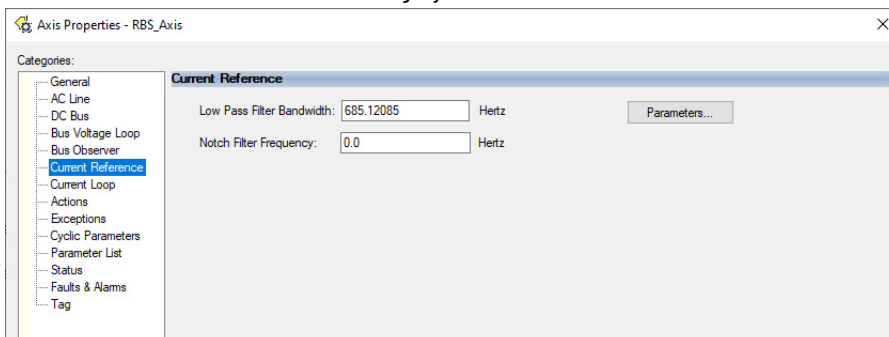 Axis Properties - RBS_Axis
Categories:
General
AC Line
DC Bus
Bus Voltage Loop
Bus Observer
Current Reference
Current Loop
Actions
Exceptions
Cyclic Parameters
Parameter List
Status
Faults & Alarms
Tag
Current Reference
Low Pass Filter Bandwidth: 685.12085 Hertz
Parameters...
Notch Filter Frequency: 0.0 Hertz